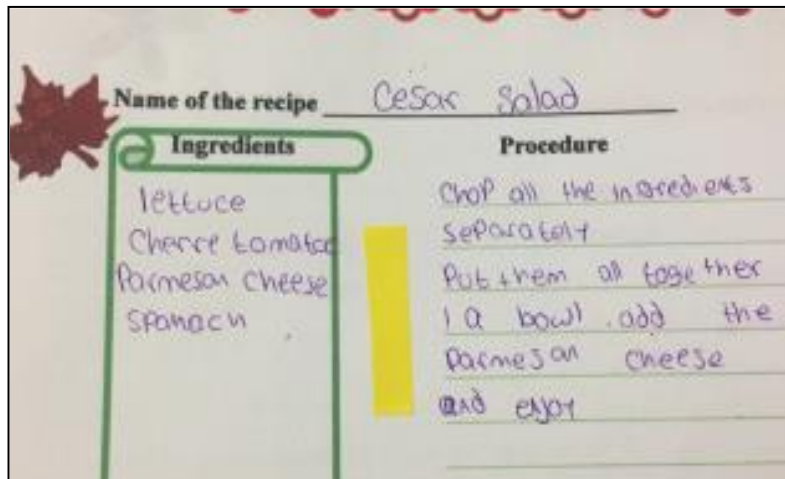 Name of the recipe Cesar Salad
Ingredients
lettuce
Cherre tomatoe
Parmesan cheese
Spanach
Procedure
Chop all the ingredients
separately
Put them all together
I a bowl. add the
parmesan cheese
and enjoy